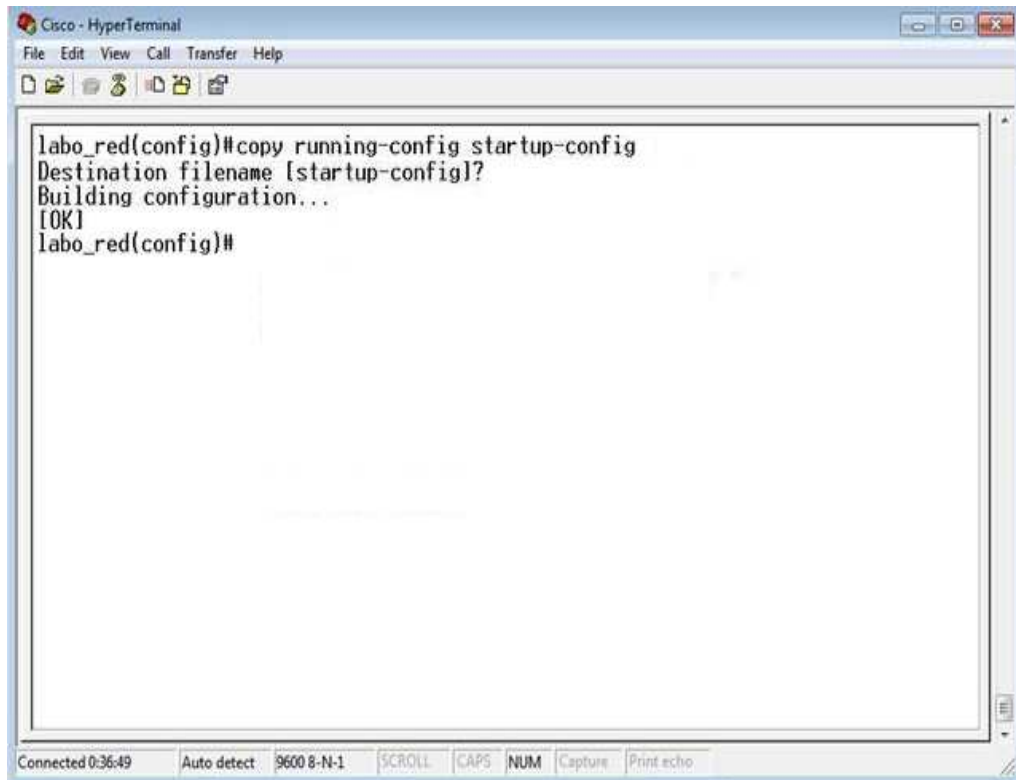 Cisco - HyperTerminal
File Edit View Call Transfer Help
labo_red(config)#copy running-config startup-config
Destination filename [startup-config]?
Building configuration...
[OK]
labo_red(config)#
Connected 0:36:49 Auto detect 9600 8-N-1 SCROLL CAPS NUM Capture Print echo